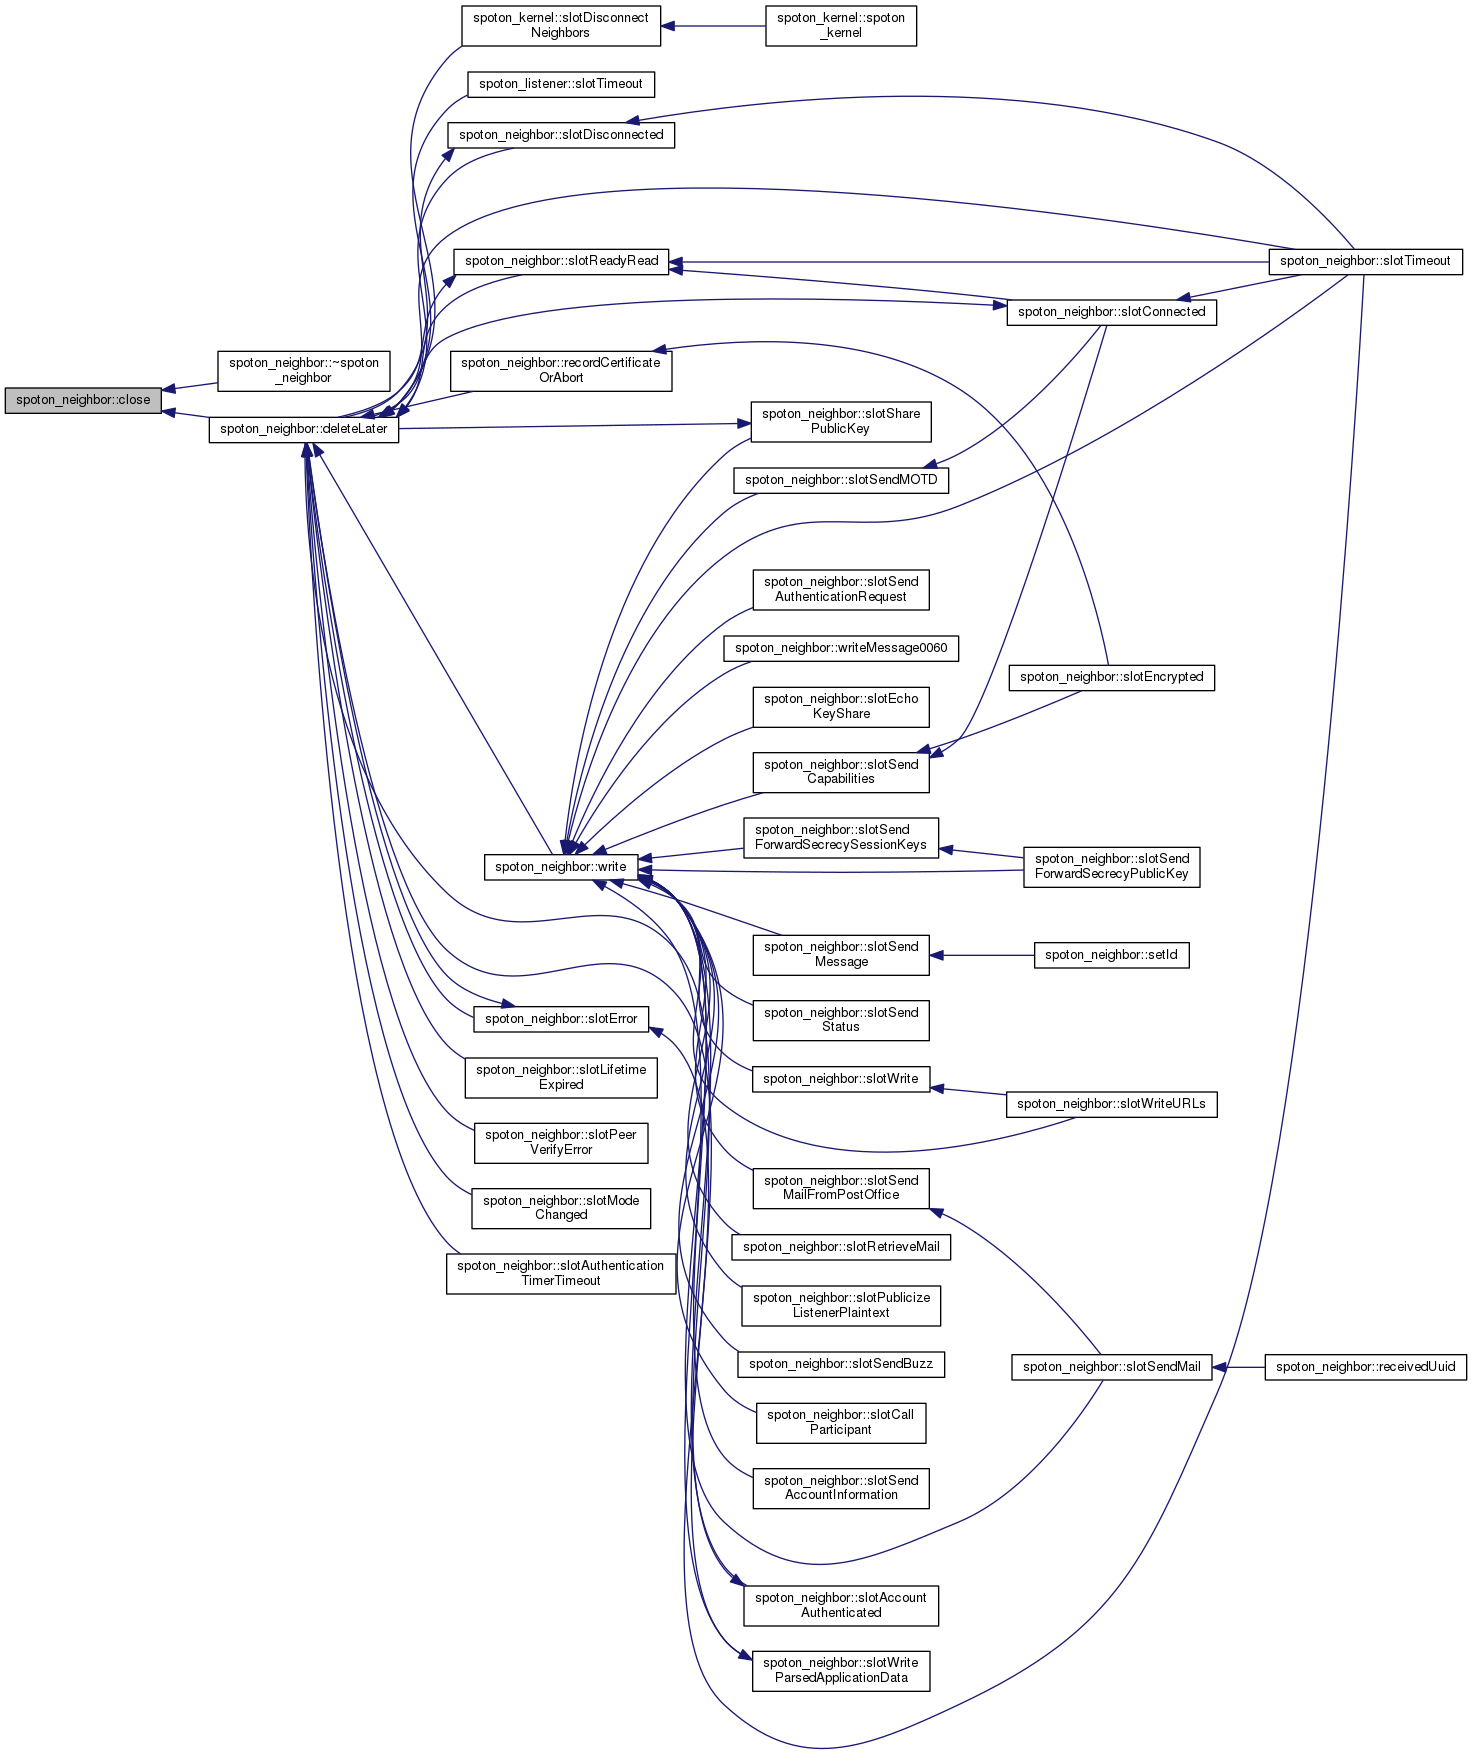 spoton_kernel::slotDisconnect
Neighbors
spoton_kernel::spoton
_kernel
spoton_listener::slotTimeout
spoton_neighbor::slotDisconnected
spoton_neighbor::slotReadyRead
spoton_neighbor::slotTimeout
spoton_neighbor::slotConnected
spoton_neighbor::~spoton
_neighbor
spoton_neighbor::recordCertificate
OrAbort
spoton_neighbor::close
spoton_neighbor::deleteLater
spoton_neighbor::slotShare
PublicKey
spoton_neighbor::slotSendMOTD
spoton_neighbor::slotSend
AuthenticationRequest
spoton_neighbor::writeMessage0060
spoton_neighbor::slotEncrypted
spoton_neighbor::slotEcho
KeyShare
spoton_neighbor::slotSend
Capabilities
spoton_neighbor::slotSend
ForwardSecrecySessionKeys
spoton_neighbor::write
spoton_neighbor::slotSend
ForwardSecrecyPublicKey
spoton_neighbor::slotSend
Message
spoton_neighbor::setId
spoton_neighbor::slotError
spoton_neighbor::slotSend
Status
spoton_neighbor::slotLifetime
Expired
spoton_neighbor::slotWrite
spoton_neighbor::slotWriteURLs
spoton_neighbor::slotPeer
VerifyError
spoton_neighbor::slotSend
MailFromPostOffice
spoton_neighbor::slotMode
Changed
spoton_neighbor::slotRetrieveMail
spoton_neighbor::slotAuthentication
TimerTimeout
spoton_neighbor::slotPublicize
ListenerPlaintext
spoton_neighbor::slotSendBuzz
spoton_neighbor::slotSendMail
spoton_neighbor::receivedUuid
spoton_neighbor::slotCall
Participant
spoton_neighbor::slotSend
AccountInformation
spoton_neighbor::slotAccount
Authenticated
spoton_neighbor::slotWrite
ParsedApplicationData